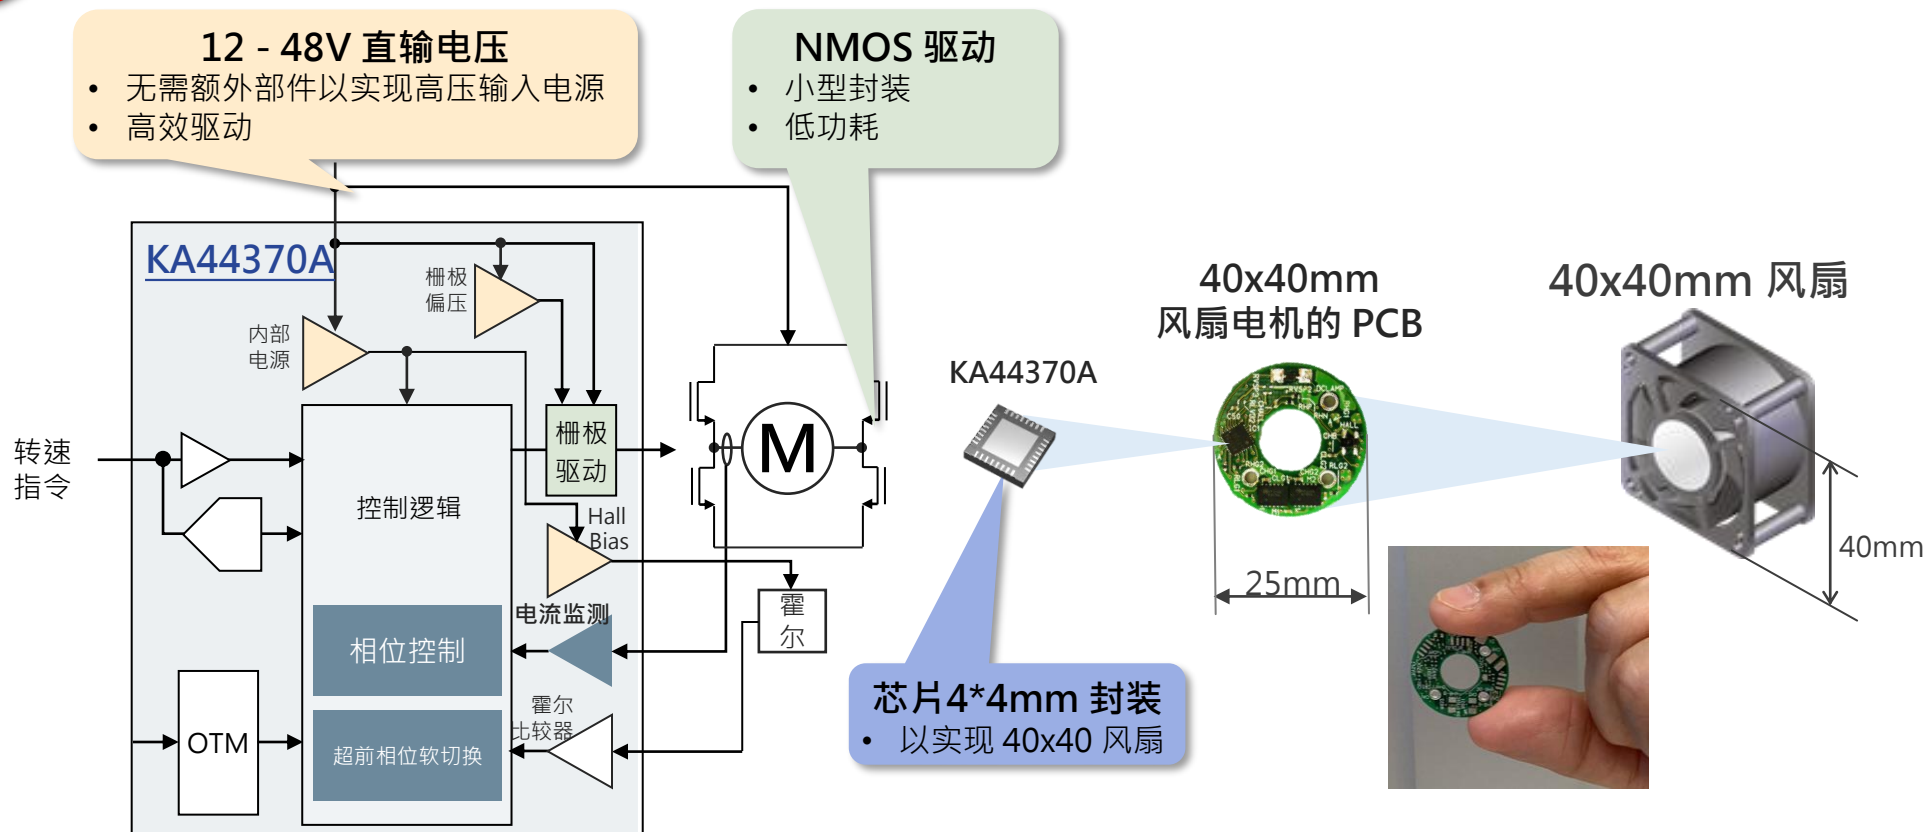 12 - 48V 直输电压
• 无需额外部件以实现高压输入电源
• 高效驱动
NMOS 驱动
• 小型封装
• 低功耗
KA44370A
栅极
偏压
内部
电源
转速
指令
控制逻辑
栅极
驱动
M
Hall
Bias
霍
尔
电流监测
相位控制
霍尔
比较器
超前相位软切换
OTM
KA44370A
40x40mm
风扇电机的 PCB
25mm
40x40mm 风扇
40mm
芯片4*4mm 封装
• 以实现 40x40 风扇